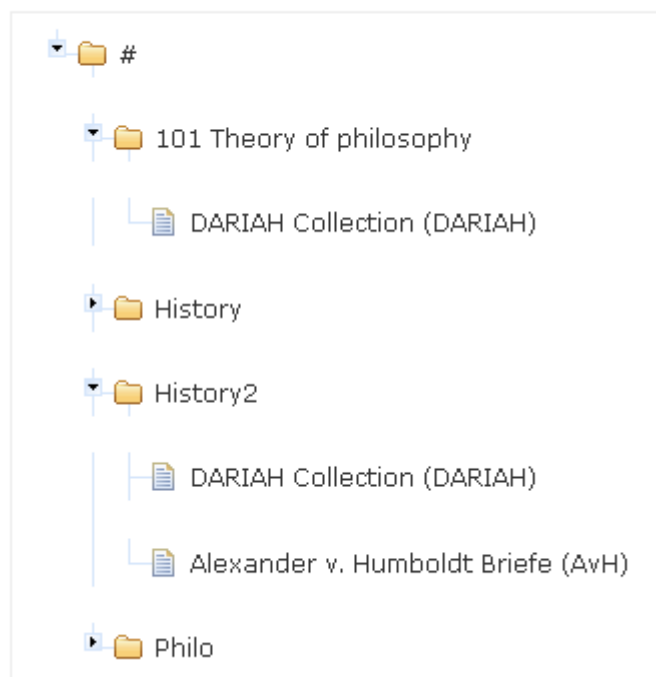 #
101 Theory of philosophy
DARIAH Collection (DARIAH)
History
History2
DARIAH Collection (DARIAH)
Alexander v. Humboldt Briefe (AvH)
Philo